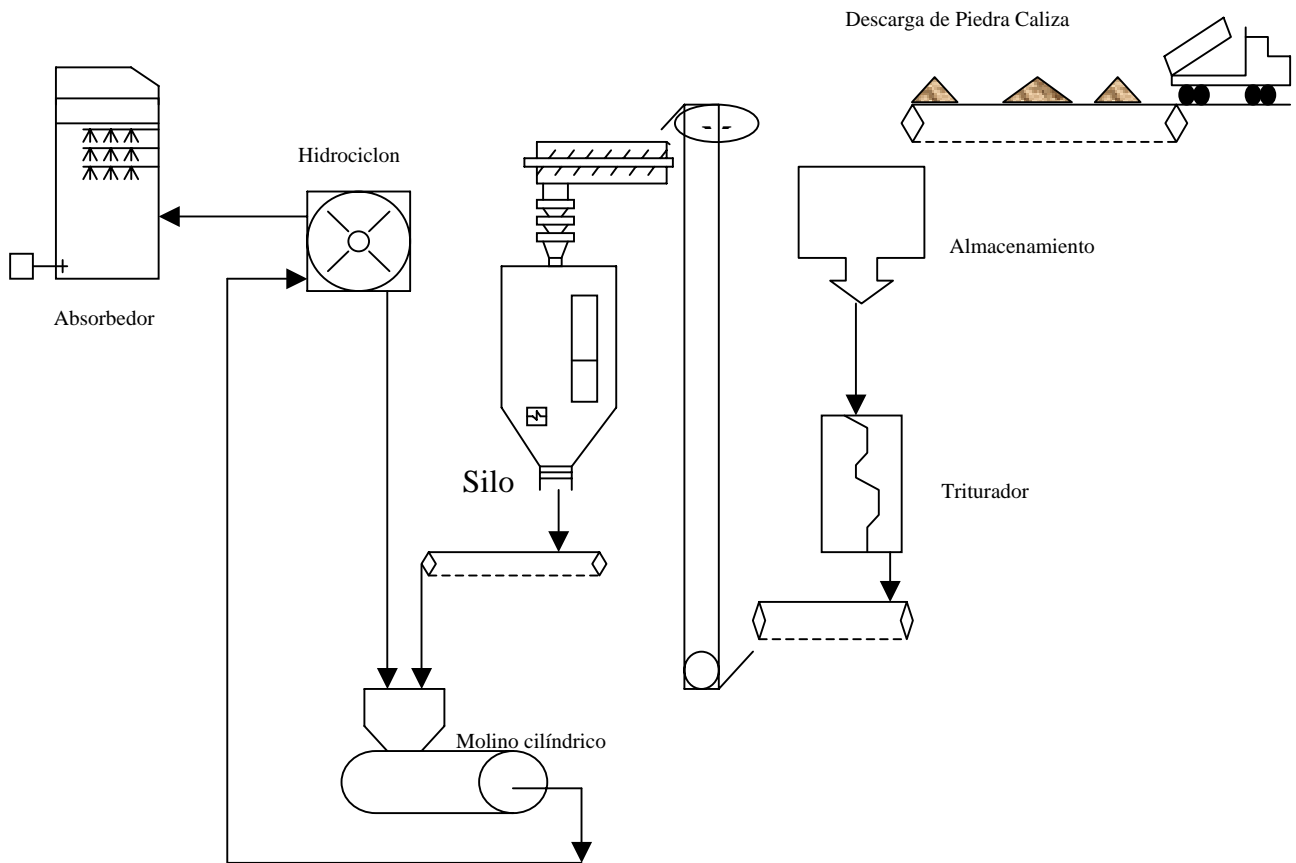 Descarga de Piedra Caliza
Hidrociclon
Almacenamiento
Absorbedor
Silo
Triturador
Molino cilíndrico